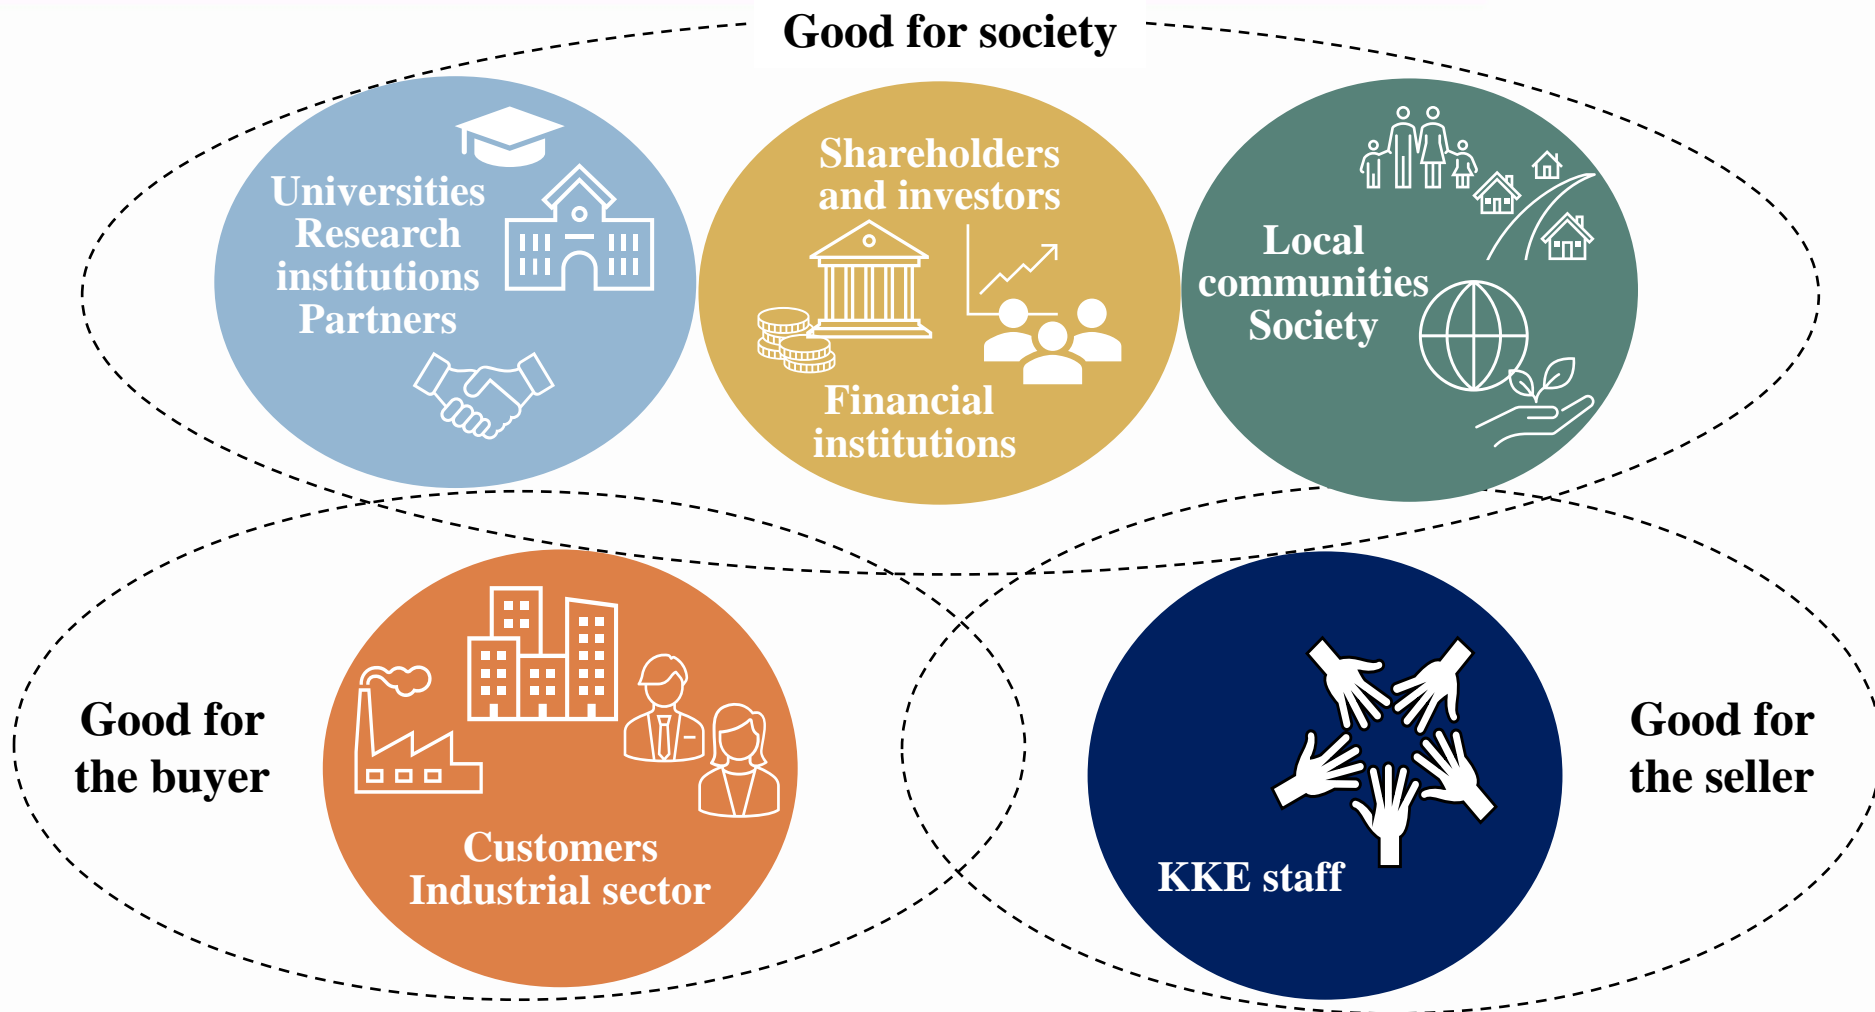 Good for society
Universities
Research
institutions
Partners
Shareholders
and investors
Financial
institutions
Local
communities
Society
Good for
the buyer
Customers
Industrial sector
KKE staff
Good for
the seller